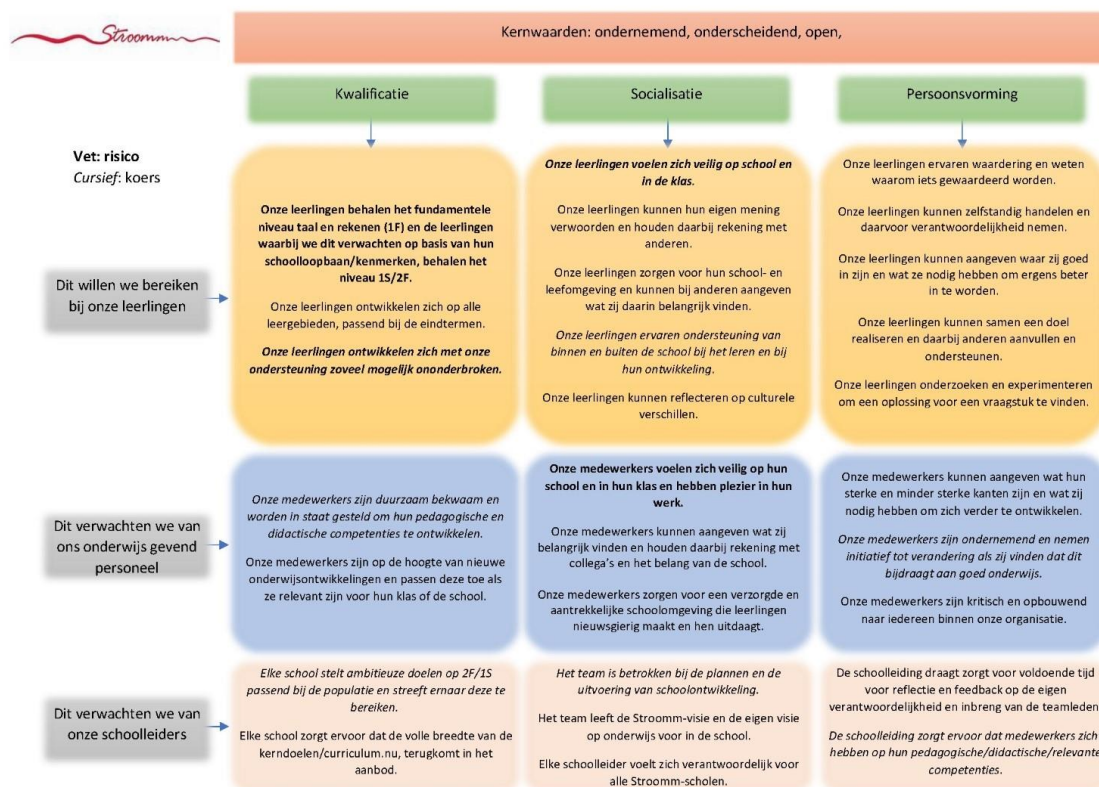 Stroomm
Kernwaarden: ondernemend, onderscheidend, open,
Kwalificatie
Socialisatie
Persoonsvorming
Vet: risico
Cursief: koers
Dit willen we bereiken
bij onze leerlingen
Onze leerlingen behalen het fundamentele
niveau taal en rekenen (1F) en de leerlingen
waarbij we dit verwachten op basis van hun
schoolloopbaan/kenmerken, behalen het
niveau 1S/2F.
Onze leerlingen ontwikkelen zich op alle
leergebieden, passend bij de eindtermen.
Onze leerlingen ontwikkelen zich met onze
ondersteuning zoveel mogelijk ononderbroken.
Onze leerlingen voelen zich veilig op school en
in de klas.
Onze leerlingen kunnen hun eigen mening
verwoorden en houden daarbij rekening met
anderen.
Onze leerlingen zorgen voor hun school- en
leefomgeving en kunnen bij anderen aangeven
wat zij daarin belangrijk vinden.
Onze leerlingen ervaren ondersteuning van
binnen en buiten de school bij het leren en bij
hun ontwikkeling.
Onze leerlingen kunnen reflecteren op culturele
verschillen.
Onze leerlingen ervaren waardering en weten
waarom iets gewaardeerd worden.
Onze leerlingen kunnen zelfstandig handelen en
daarvoor verantwoordelijkheid nemen.
Onze leerlingen kunnen aangeven waar zij goed
in zijn en wat ze nodig hebben om ergens beter
in te worden.
Onze leerlingen kunnen samen een doel
realiseren en daarbij anderen aanvullen en
ondersteunen.
Onze leerlingen onderzoeken en experimenteren
om een oplossing voor een vraagstuk te vinden.
Dit verwachten we van
ons onderwijs gevend
personeel
Onze medewerkers zijn duurzaam bekwaam en
worden in staat gesteld om hun pedagogische en
didactische competenties te ontwikkelen.
Onze medewerkers zijn op de hoogte van nieuwe
onderwijsontwikkelingen en passen deze toe als
ze relevant zijn voor hun klas of de school.
Onze medewerkers voelen zich veilig op hun
school en in hun klas en hebben plezier in hun
werk.
Onze medewerkers kunnen aangeven wat zij
belangrijk vinden en houden daarbij rekening met
collega's en het belang van de school.
Onze medewerkers zorgen voor een verzorgde en
aantrekkelijke schoolomgeving die leerlingen
nieuwsgierig maakt en hen uitdaagt.
Onze medewerkers kunnen aangeven wat hun
sterke en minder sterke kanten zijn en wat zij
nodig hebben om zich verder te ontwikkelen.
Onze medewerkers zijn ondernemend en nemen
initiatief tot verandering als zij vinden dat dit
bijdraagt aan goed onderwijs.
Onze medewerkers zijn kritisch en opbouwend
naar iedereen binnen onze organisatie.
Dit verwachten we van
onze schoolleiders
Elke school stelt ambitieuze doelen op 2F/1S
passend bij de populatie en streeft ernaar deze te
bereiken.
Elke school zorgt ervoor dat de volle breedte van de
kerndoelen/curriculum.nu, terugkomt in het
aanbod.
Het team is betrokken bij de plannen en de
uitvoering van schoolontwikkeling.
Het team leeft de Stroomm-visie en de eigen visie
op onderwijs voor in de school.
Elke schoolleider voelt zich verantwoordelijk voor
alle Stroomm-scholen.
De schoolleiding draagt zorgt voor voldoende tijd
voor reflectie en feedback op de eigen
verantwoordelijkheid en inbreng van de teamleden
De schoolleiding zorgt ervoor dat medewerkers zich
hebben op hun pedagogische/didactische/relevante
competenties.